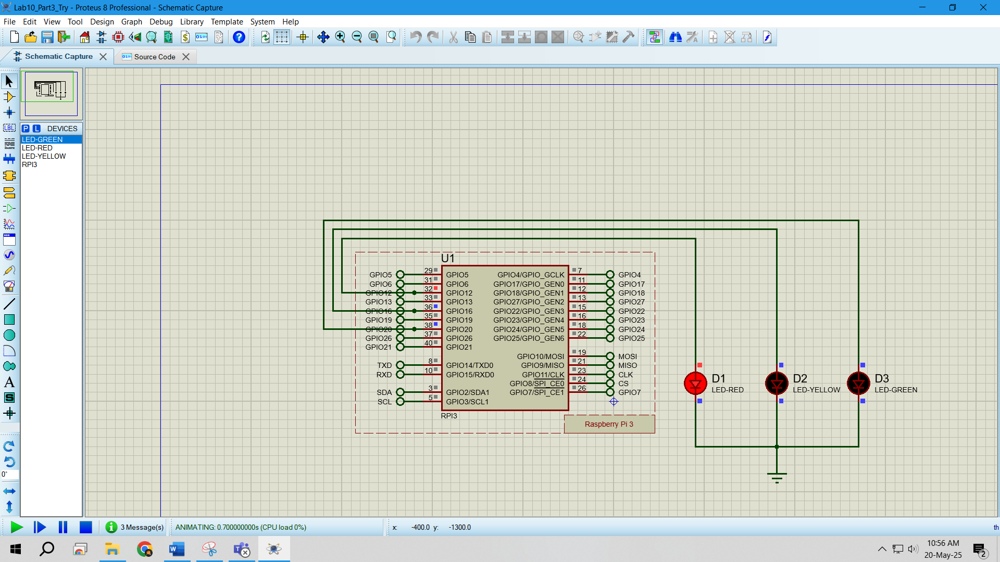 Lab10_Part3_Try - Proteus 8 Professional - Schematic Capture
File Edit View Tool Design Graph Debug Library Template System Help
Schematic Capture Source Code
P L DEVICES
LED-GREEN
LED-RED
LED-YELLOW
RPI3
LBL
A
S
0°
U1
GPIO5 29 GPIO5 GPIO4/GPIO_GCLK 7 GPIO4
GPIO6 31 GPIO6 GPIO17/GPIO_GEN0 11 GPIO17
GPIO12 32 GPIO12 GPIO18/GPIO_GEN1 12 GPIO18
GPIO13 33 GPIO13 GPIO27/GPIO_GEN2 13 GPIO27
GPIO16 36 GPIO16 GPIO22/GPIO_GEN3 15 GPIO22
GPIO19 35 GPIO19 GPIO23/GPIO_GEN4 16 GPIO23
GPIO20 38 GPIO20 GPIO24/GPIO_GEN5 18 GPIO24
GPIO26 37 GPIO26 GPIO25/GPIO_GEN6 22 GPIO25
GPIO21 40 GPIO21
GPIO10/MOSI 19 MOSI
TXD 8 GPIO14/TXD0 GPIO9/MISO 21 MISO
RXD 10 GPIO15/RXD0 GPIO11/CLK 23 CLK
GPIO8/SPI_CE0 24 CS
SDA 3 GPIO2/SDA1 GPIO7/SPI_CE1 26 GPIO7
SCL 5 GPIO3/SCL1
RPI3
Raspberry Pi 3
D1
LED-RED
D2
LED-YELLOW
D3
LED-GREEN
3 Message(s) ANIMATING: 0.700000000s (CPU load 0%) x: -400.0 y: -1300.0 th
10:56 AM
20-May-25
2